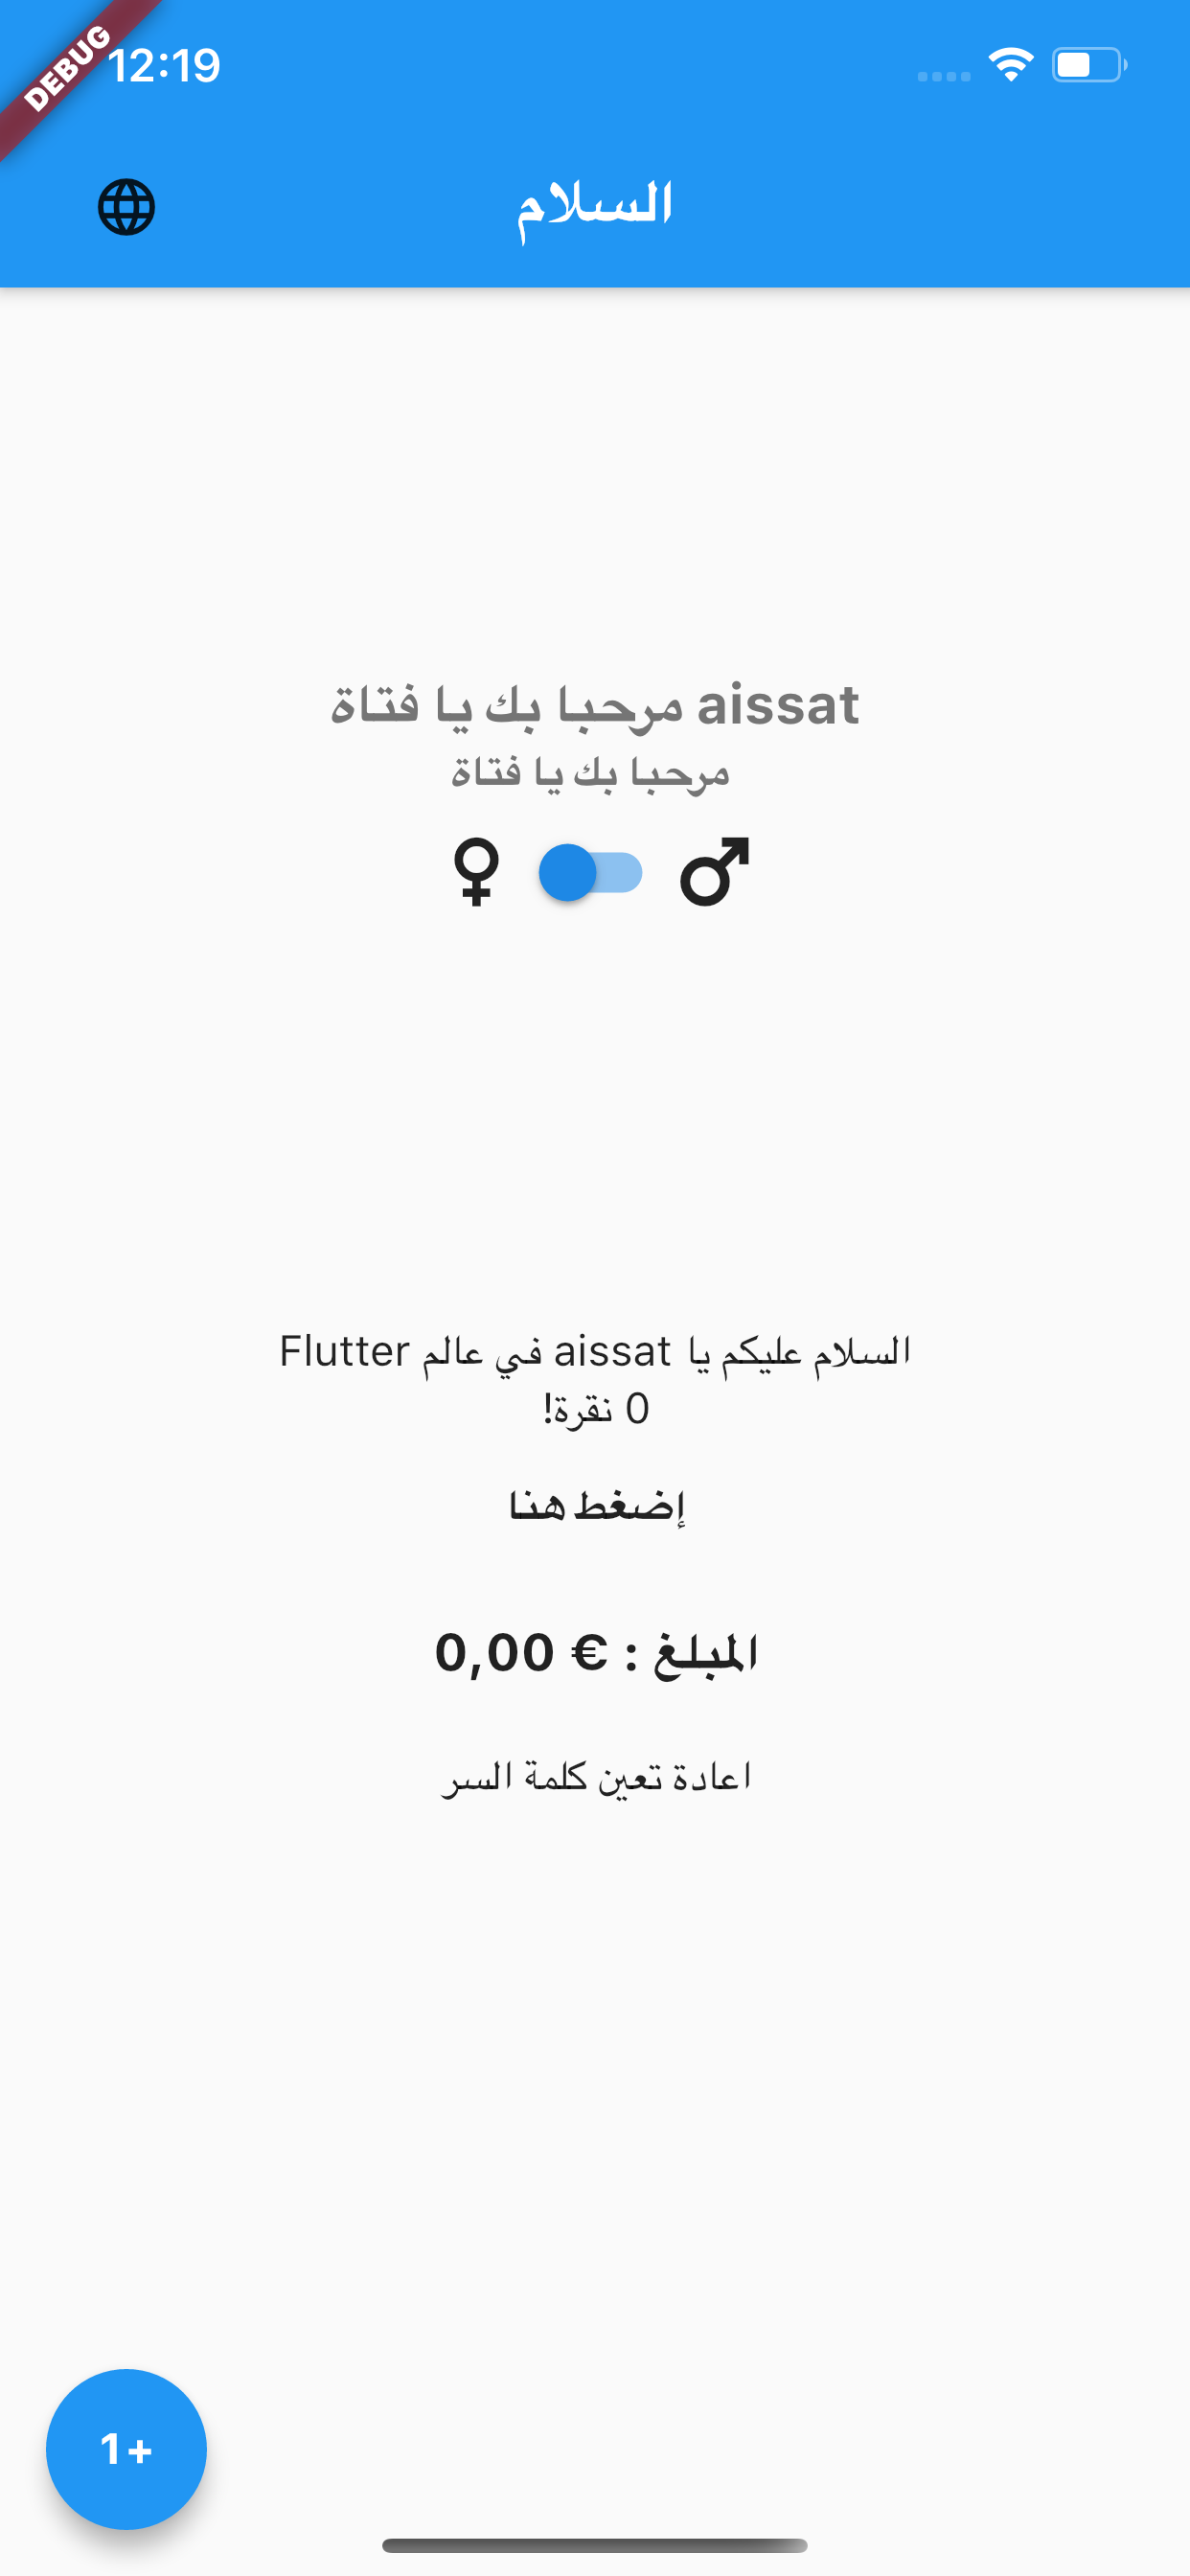 DEBUG
12:19
السلام
aissat مرحبا بك يا فتاة
مرحبا بك يا فتاة
السلام عليكم يا aissat في عالم Flutter
0 نقرة!
إضغط هنا
المبلغ : € 0,00
اعادة تعين كلمة السر
1+